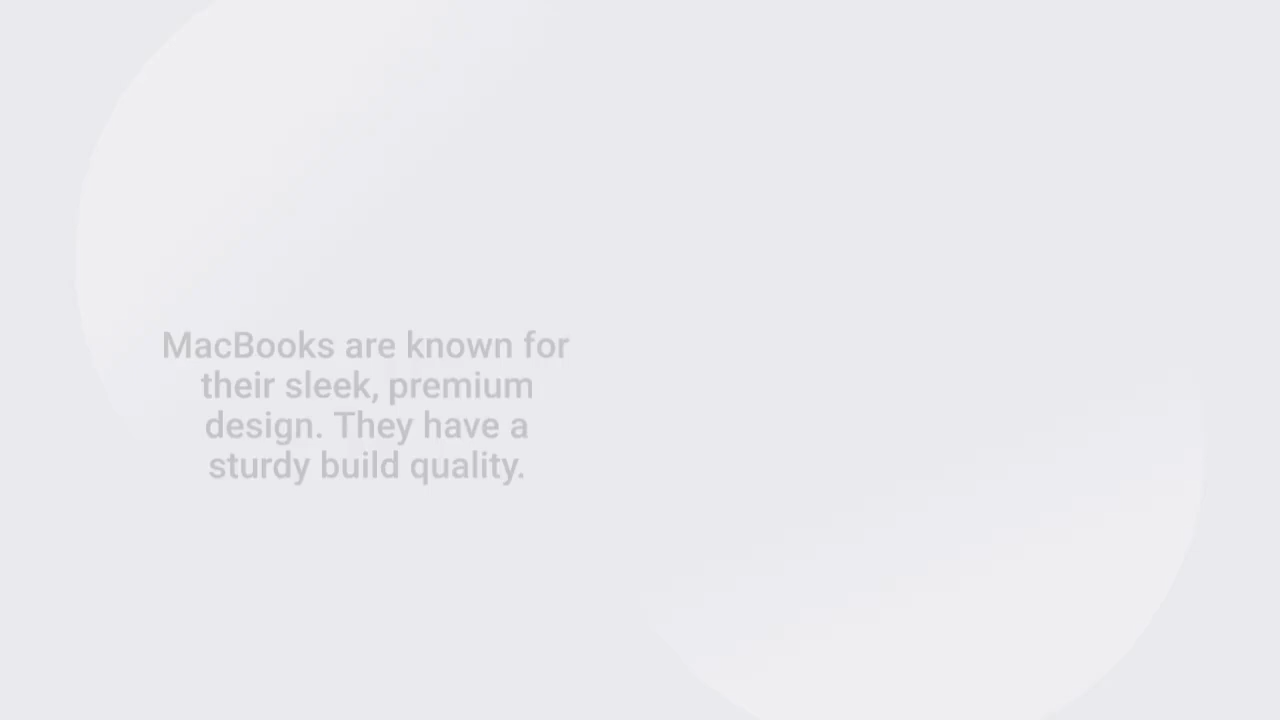 MacBooks are known for
their sleek, premium
design. They have a
sturdy build quality.